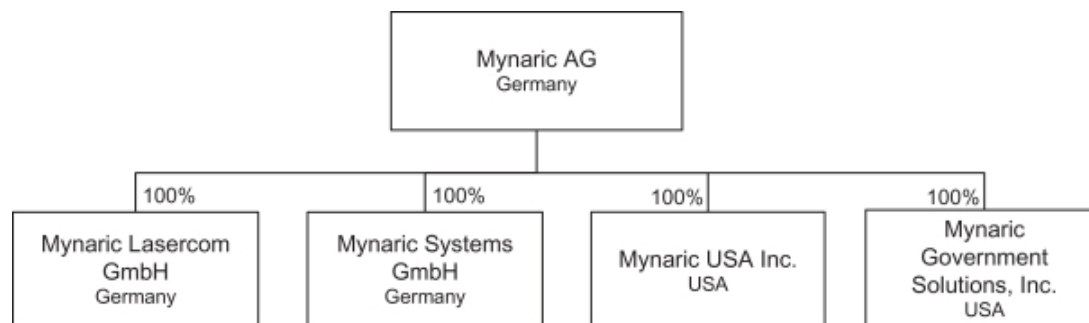 Mynaric AG
Germany
100%
100%
100%
100%
Mynaric Lasercom
GmbH
Germany
Mynaric Systems
GmbH
Germany
Mynaric USA Inc.
USA
Mynaric
Government
Solutions, Inc.
USA